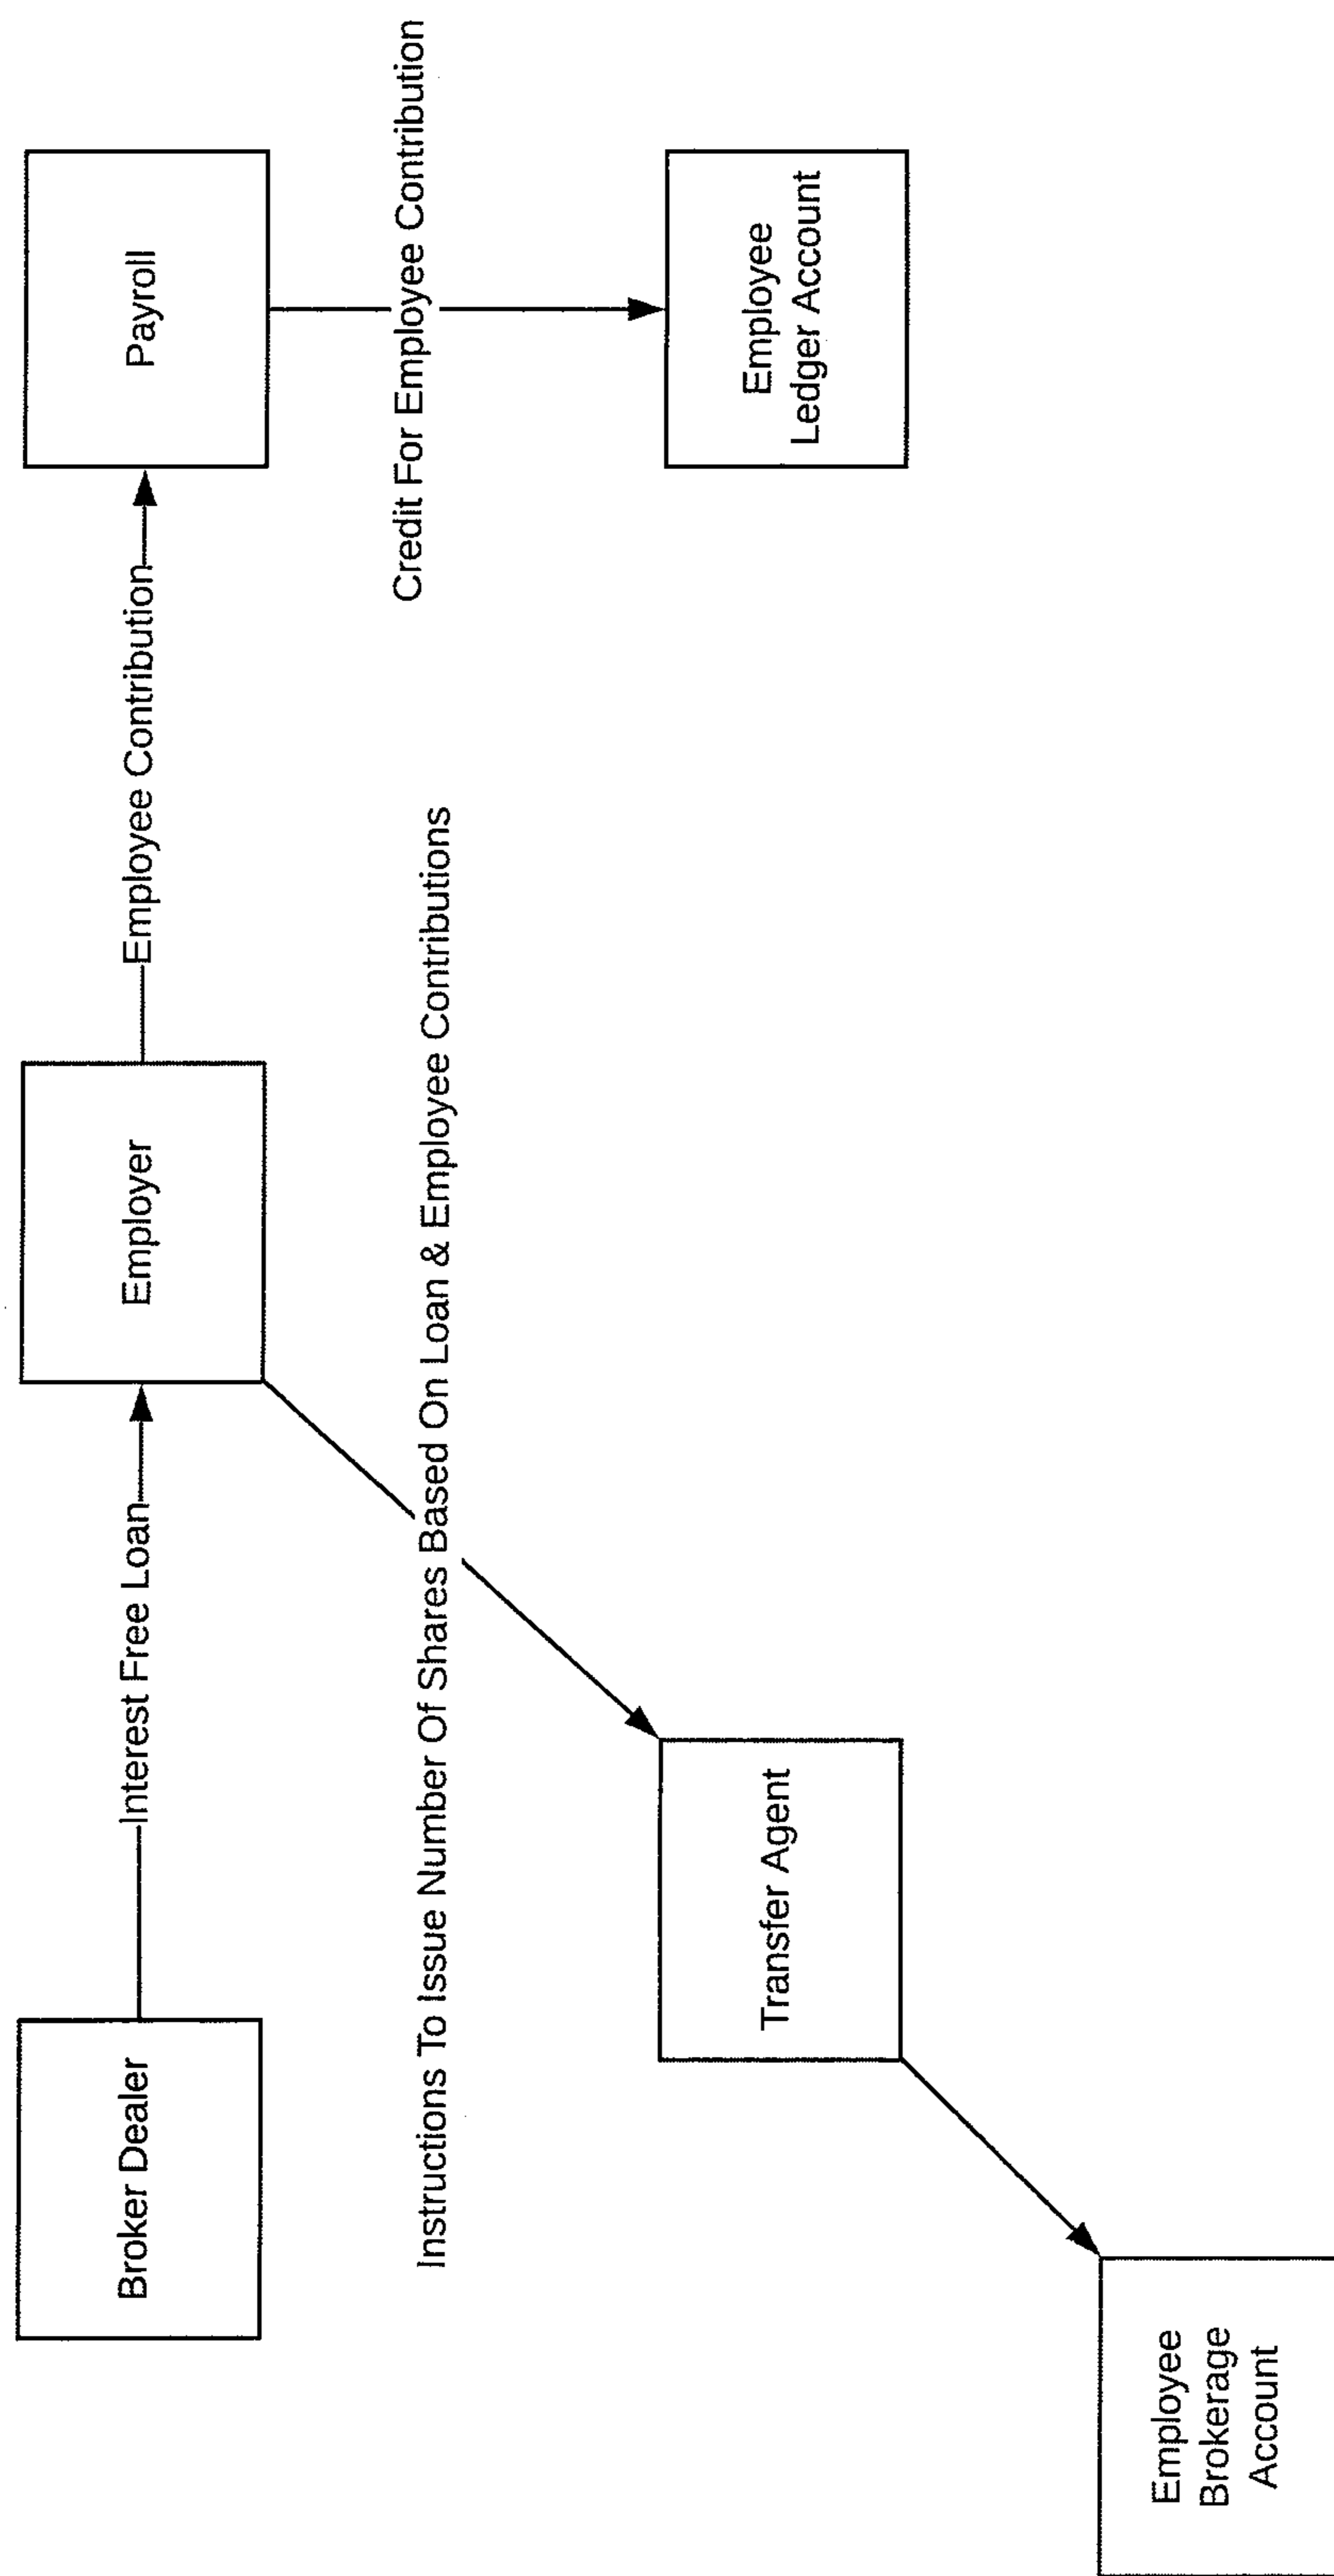 Broker Dealer
Interest Free Loan
Employer
Employee Contribution
Payroll
Credit For Employee Contribution
Instructions To Issue Number Of Shares Based On Loan & Employee Contributions
Transfer Agent
Employee
Ledger Account
Employee
Brokerage
Account